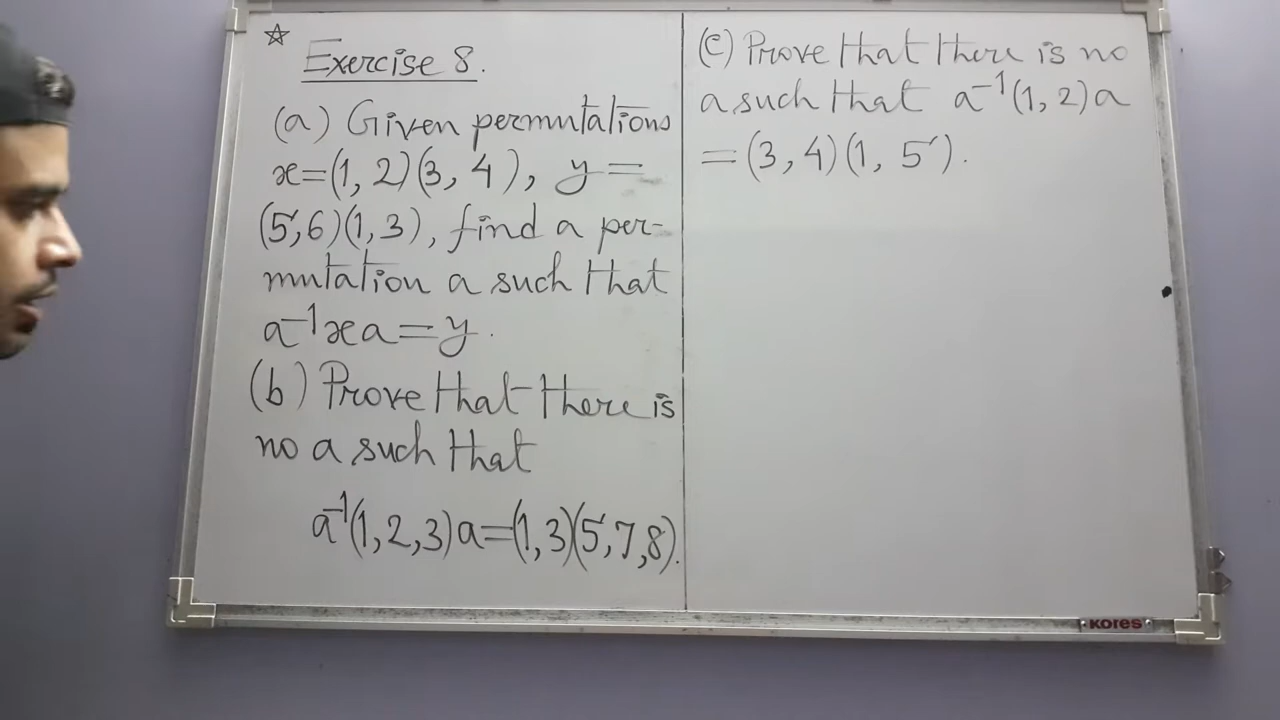 ☆
Exercise 8.
(a) Given permutations
x=(1, 2)(3, 4), y=
(5,6)(1,3), find a per-
mutation a such that
a⁻¹xa=y.
(b) Prove that there is
no a such that
a⁻¹(1,2,3)a=(1,3)(5,7,8).
(c) Prove that there is no
a such that a⁻¹(1,2)a
=(3,4)(1, 5).
KORES